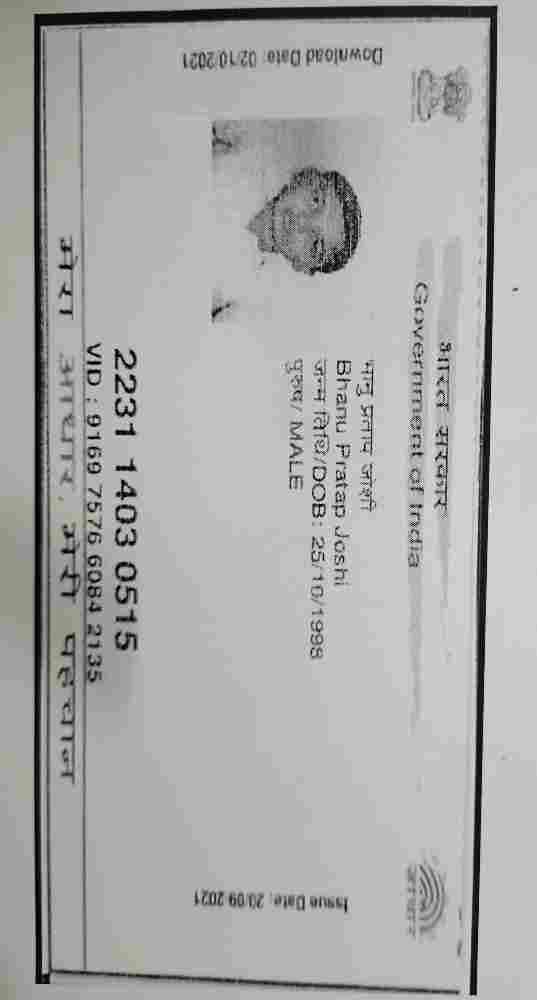 भारत सरकार
Government of India
Download Date: 02/10/2021
Issue Date: 20/09/2021
भानु प्रताप जोशी
Bhanu Pratap Joshi
जन्म तिथि/DOB: 25/10/1998
पुरुष/ MALE
2231 1403 0515
VID : 9169 7576 6084 2135
मेरा आधार, मेरी पहचान
आधार